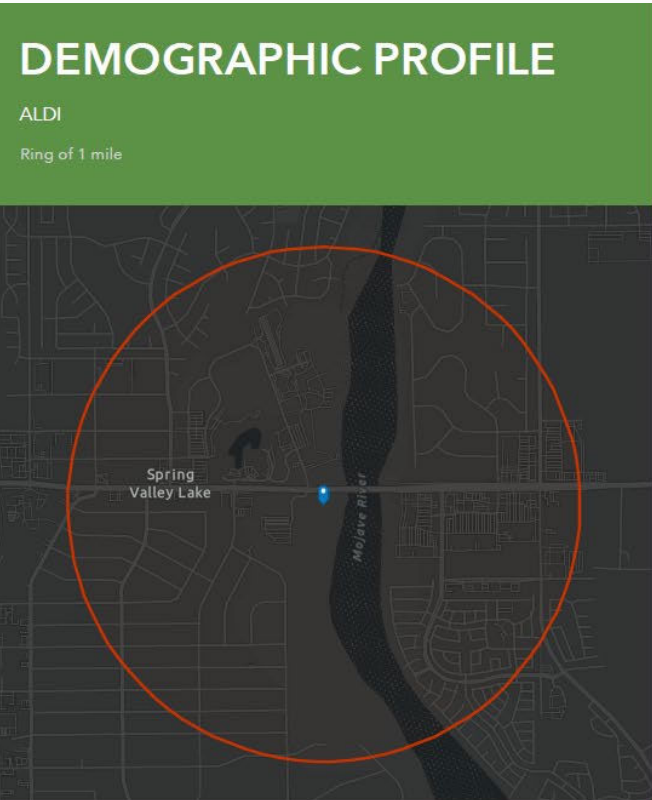 DEMOGRAPHIC PROFILE
ALDI
Ring of 1 mile
Spring
Valley Lake
Mojave River